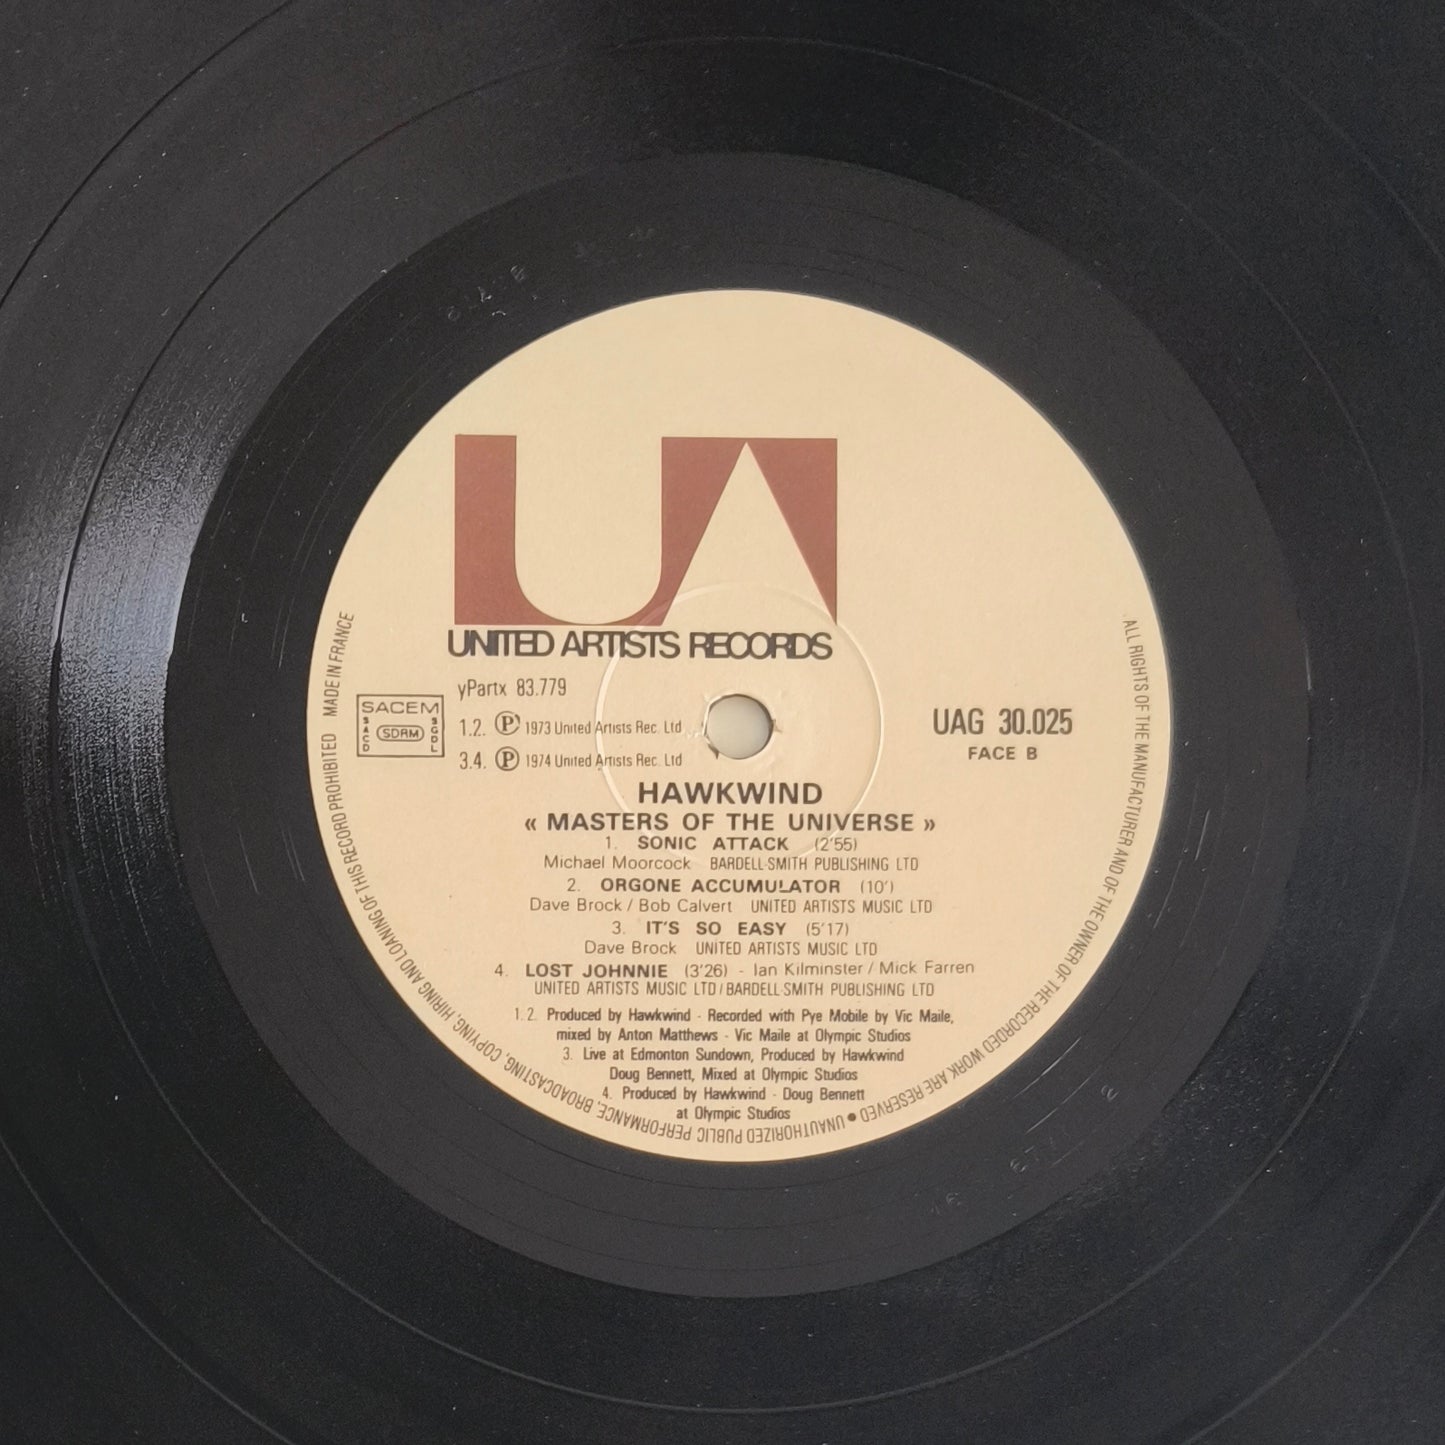 UA
UNITED ARTISTS RECORDS
yPartx 83.779
SACEM
SACD
SDRM
SGDL
1.2. Ⓟ 1973 United Artists Rec. Ltd
3.4. Ⓟ 1974 United Artists Rec. Ltd
UAG 30.025
FACE B
HAWKWIND
« MASTERS OF THE UNIVERSE »
1. SONIC ATTACK (2'55)
Michael Moorcock BARDELL-SMITH PUBLISHING LTD
2. ORGONE ACCUMULATOR (10')
Dave Brock / Bob Calvert UNITED ARTISTS MUSIC LTD
3. IT'S SO EASY (5'17)
Dave Brock UNITED ARTISTS MUSIC LTD
4. LOST JOHNNIE (3'26) - Ian Kilminster / Mick Farren
UNITED ARTISTS MUSIC LTD / BARDELL-SMITH PUBLISHING LTD
1.2. Produced by Hawkwind - Recorded with Pye Mobile by Vic Maile,
mixed by Anton Matthews - Vic Maile at Olympic Studios
3. Live at Edmonton Sundown, Produced by Hawkwind
Doug Bennett, Mixed at Olympic Studios
4. Produced by Hawkwind - Doug Bennett
at Olympic Studios
ALL RIGHTS OF THE MANUFACTURER AND OF THE OWNER OF THE RECORDED WORK ARE RESERVED • UNAUTHORIZED PUBLIC PERFORMANCE, BROADCASTING, COPYING, HIRING AND LOANING OF THIS RECORD PROHIBITED MADE IN FRANCE